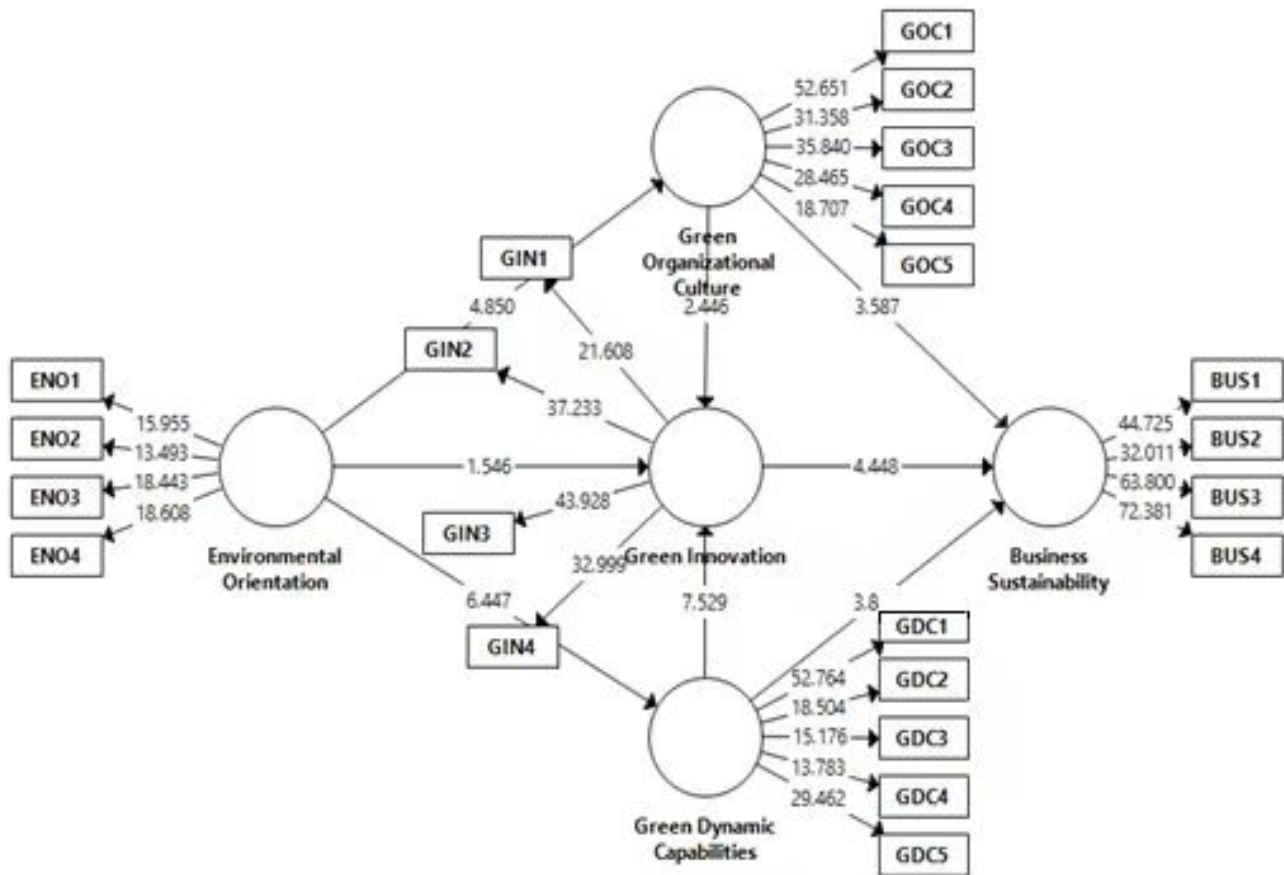 GOC1
52.651
GOC2
31.358
35.840
GOC3
28.465
GOC4
18.707
Green
Organizational
Culture
GOC5
GIN1
4.850
2.446
3.587
GIN2
21.608
ENO1
BUS1
15.955
37.233
44.725
ENO2
BUS2
13.493
32.011
1.546
4.448
18.443
63.800
ENO3
BUS3
18.608
43.928
72.381
GIN3
ENO4
BUS4
Environmental
Orientation
32.999
Green Innovation
Business
Sustainability
6.447
7.529
3.8
GDC1
GIN4
52.764
GDC2
18.504
15.176
GDC3
13.783
GDC4
29.462
Green Dynamic
Capabilities
GDC5